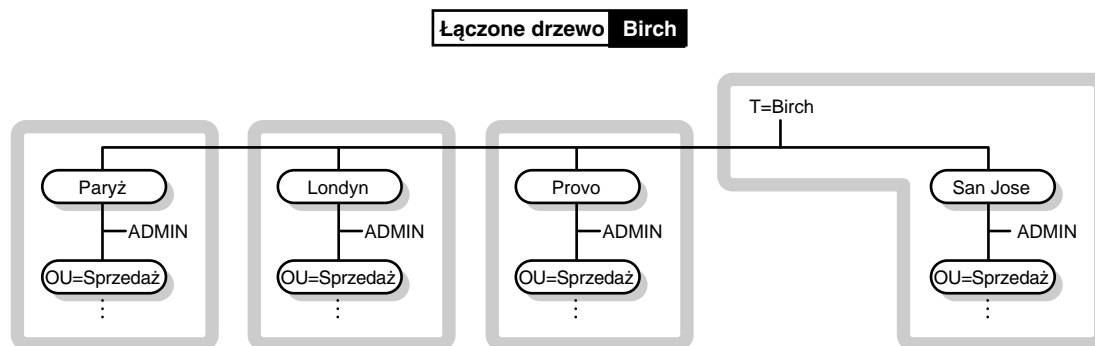 Łączone drzewo Birch
T=Birch
Paryż Londyn Provo San Jose
ADMIN ADMIN ADMIN ADMIN
OU=Sprzedaż OU=Sprzedaż OU=Sprzedaż OU=Sprzedaż